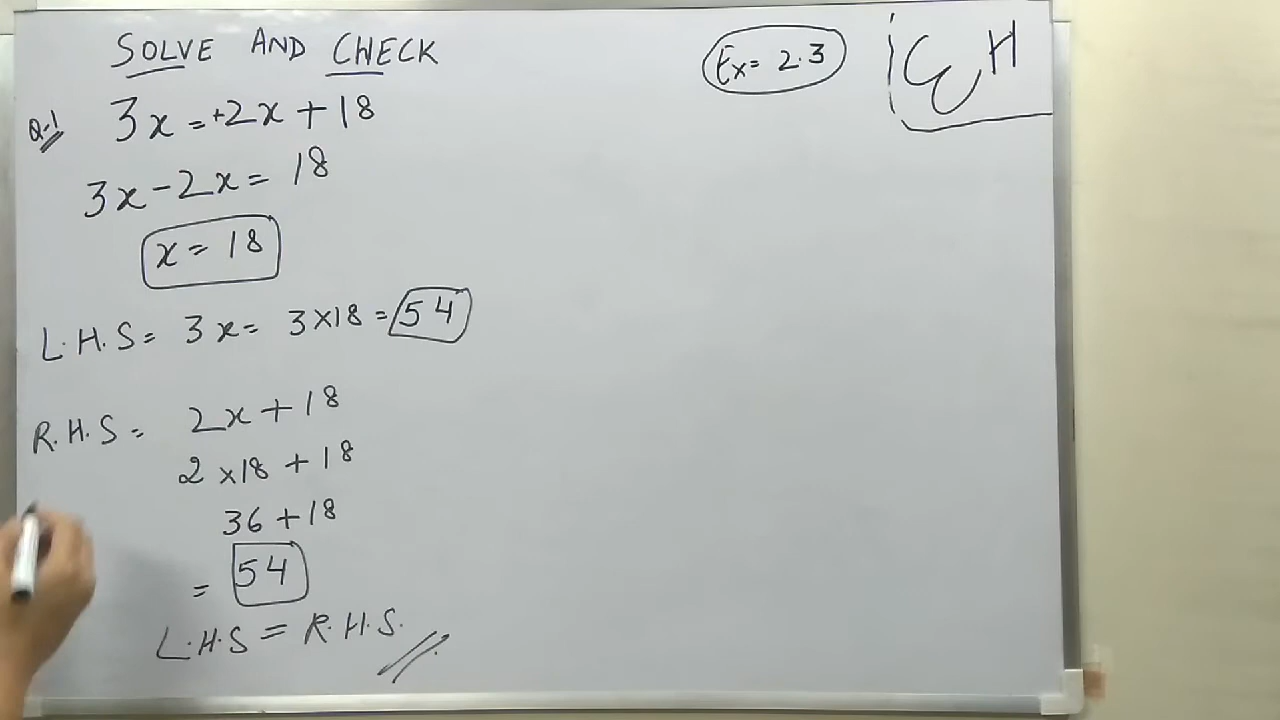 SOLVE AND CHECK
Ex= 2.3
Q-1 3x=+2x+18
3x-2x= 18
x= 18
L.H.S= 3x= 3×18=54
R.H.S= 2x+18
2×18+18
36+18
= 54
L.H.S = R.H.S.